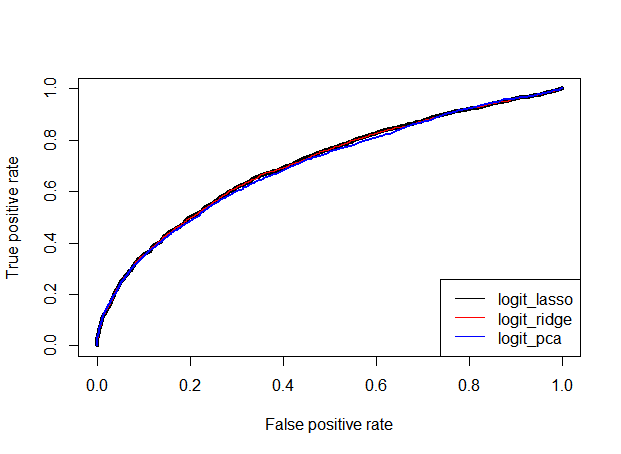 True positive rate
1.0
0.8
0.6
0.4
0.2
0.0
logit_lasso
logit_ridge
logit_pca
0.0 0.2 0.4 0.6 0.8 1.0
False positive rate